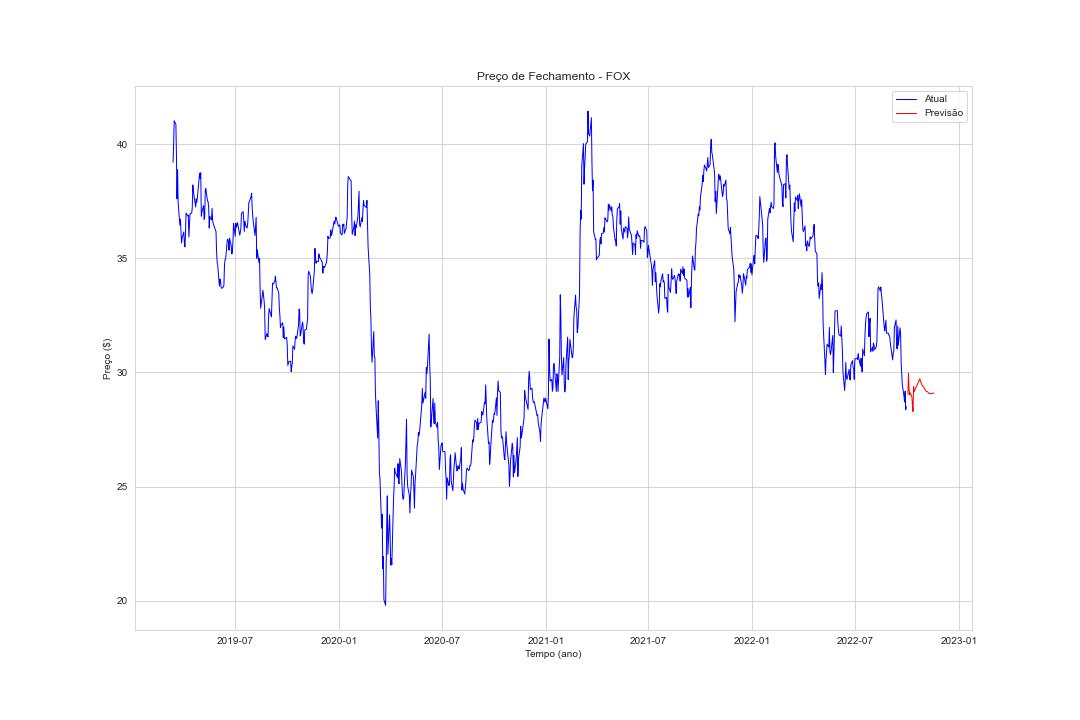 Preço de Fechamento - FOX
Atual
Previsão
Preço ($)
40
35
30
25
20
2019-07 2020-01 2020-07 2021-01 2021-07 2022-01 2022-07 2023-01
Tempo (ano)